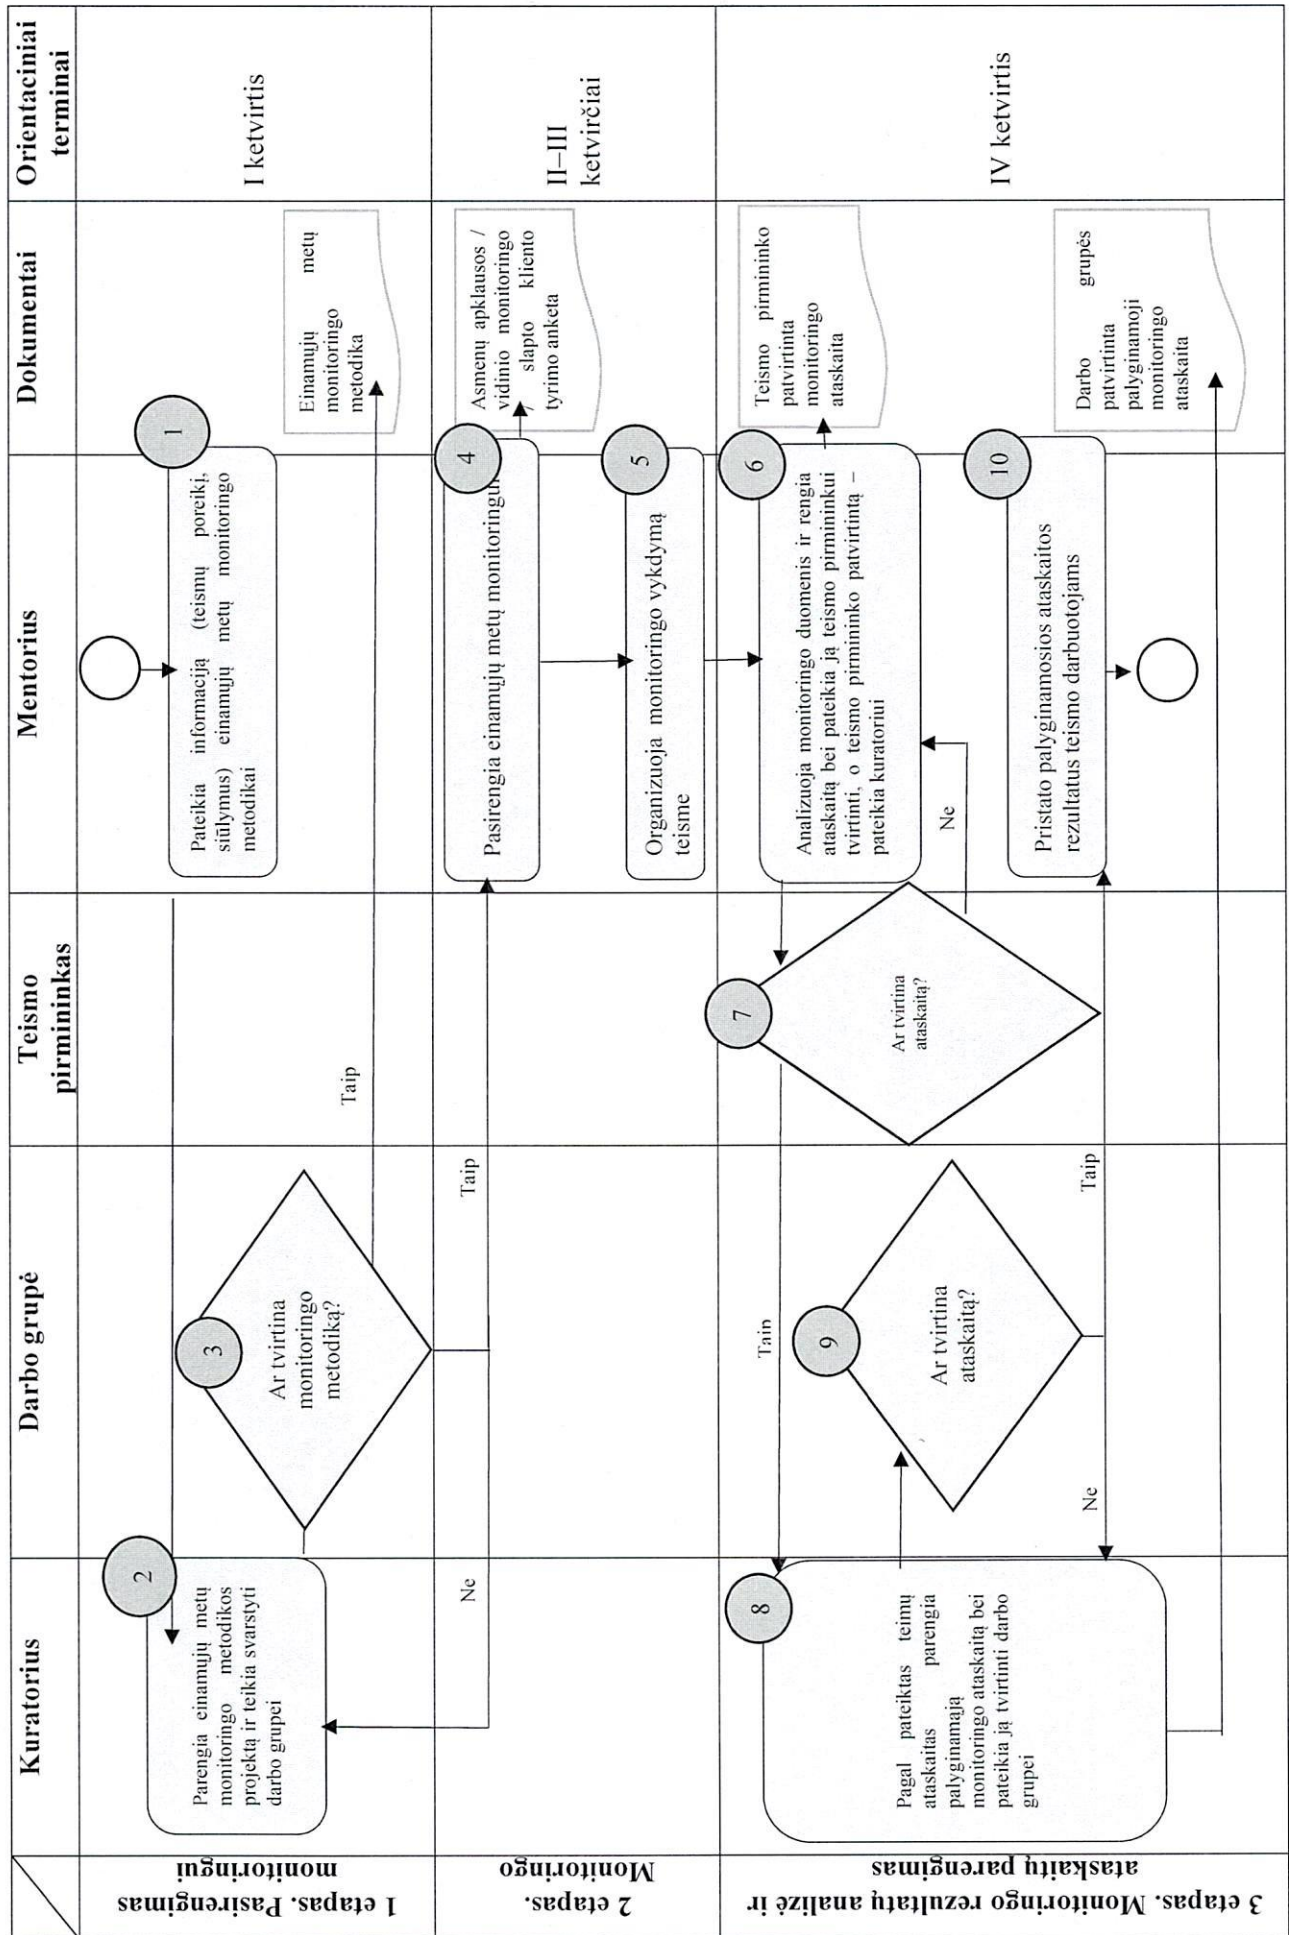 Kuratorius
Darbo grupė
Teismo
pirmininkas
Mentorius
Dokumentai
Orientaciniai
terminai
1 etapas. Pasirengimas
monitoringui
2
Parengia einamųjų metų
monitoringo metodikos
projektą ir teikia svarstyti
darbo grupei
3
Ar tvirtina
monitoringo
metodiką?
Taip
1
Pateikia informaciją (teismų poreikį,
siūlymus) einamųjų metų monitoringo
metodikai
Einamųjų metų
monitoringo
metodika
I ketvirtis
2 etapas.
Monitoringo
Ne
Taip
4
Pasirengia einamųjų metų monitoringui
5
Organizuoja monitoringo vykdymą
teisme
Asmenų apklausos /
vidinio monitoringo
/ slapto kliento
tyrimo anketa
II–III
ketvirčiai
3 etapas. Monitoringo rezultatų analizė ir
ataskaitų parengimas
8
Pagal pateiktas teimų
ataskaitas parengia
palyginamąją
monitoringo ataskaitą bei
pateikia ją tvirtinti darbo
grupei
Taip
9
Ar tvirtina
ataskaitą?
Ne
Taip
7
Ar tvirtina
ataskaitą?
6
Analizuoja monitoringo duomenis ir rengia
ataskaitą bei pateikia ją teismo pirmininkui
tvirtinti, o teismo pirmininko patvirtintą –
pateikia kuratoriui
Ne
10
Pristato palyginamosios ataskaitos
rezultatus teismo darbuotojams
Teismo pirmininko
patvirtinta
monitoringo
ataskaita
Darbo grupės
patvirtinta
palyginamoji
monitoringo
ataskaita
IV ketvirtis